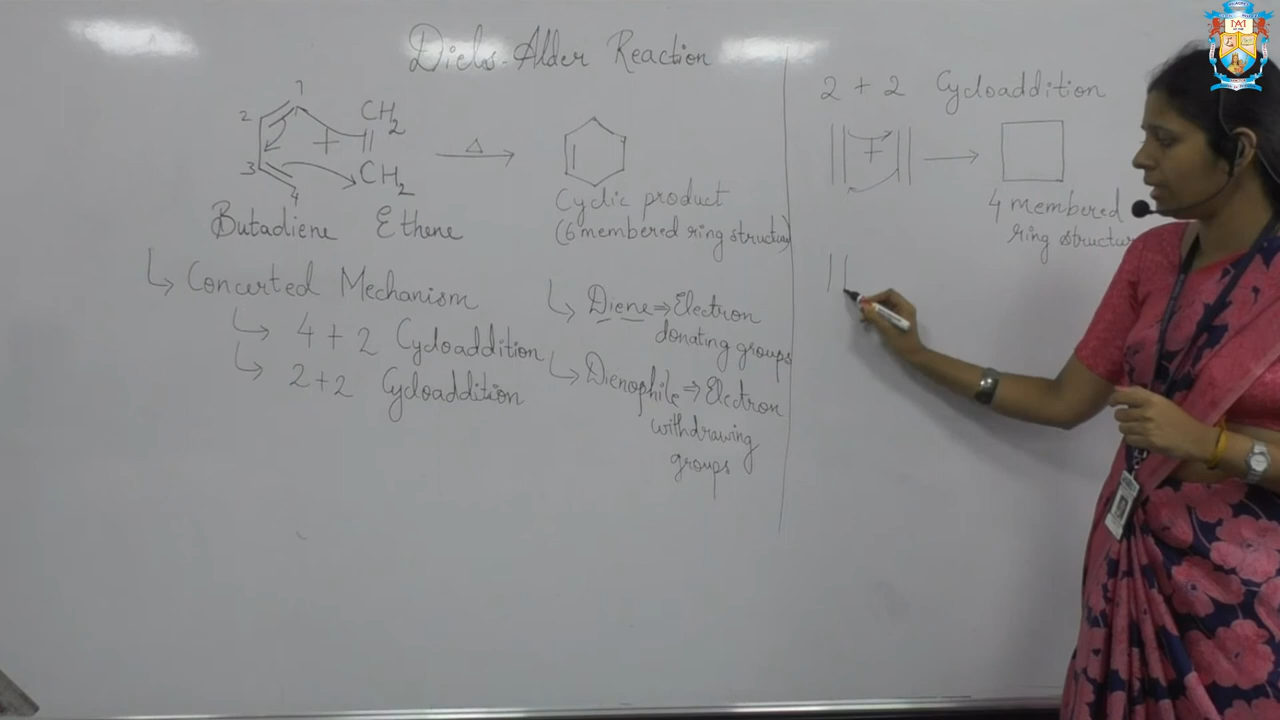 Diels-Alder Reaction
1
2
3
4
CH2
+
CH2
Δ
Butadiene Ethene
Cyclic product
(6 membered ring structure)
↳ Concerted Mechanism
↳ 4 + 2 Cycloaddition
↳ 2+2 Cycloaddition
↳ Diene ⇒ Electron
donating groups
↳ Dienophile ⇒ Electron
withdrawing
groups
2 + 2 Cycloaddition
+
4 membered
ring structur